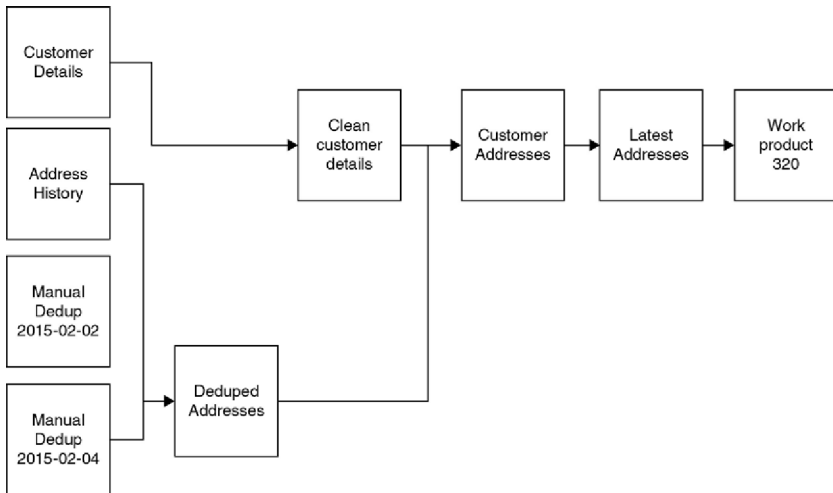 Customer
Details
Address
History
Manual
Dedup
2015-02-02
Manual
Dedup
2015-02-04
Deduped
Addresses
Clean
customer
details
Customer
Addresses
Latest
Addresses
Work
product
320